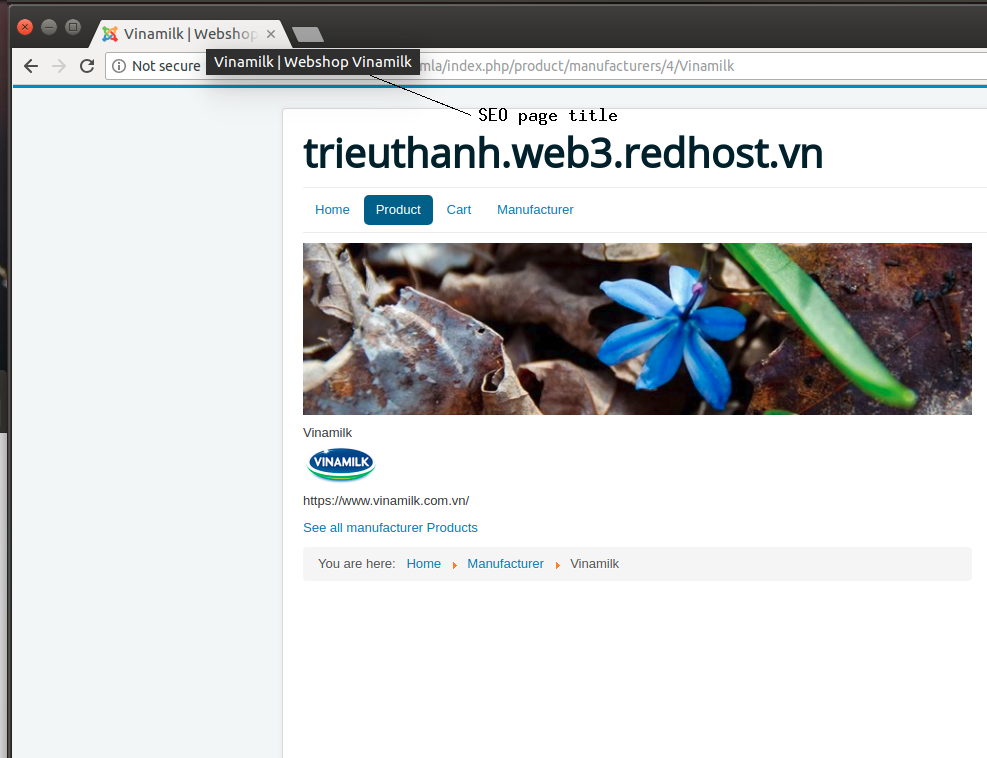 Vinamilk | Webshop
Not secure
Vinamilk | Webshop Vinamilk
mla/index.php/product/manufacturers/4/Vinamilk
SEO page title
trieuthanh.web3.redhost.vn
Home Product Cart Manufacturer
Vinamilk
VINAMILK
https://www.vinamilk.com.vn/
See all manufacturer Products
You are here: Home Manufacturer Vinamilk